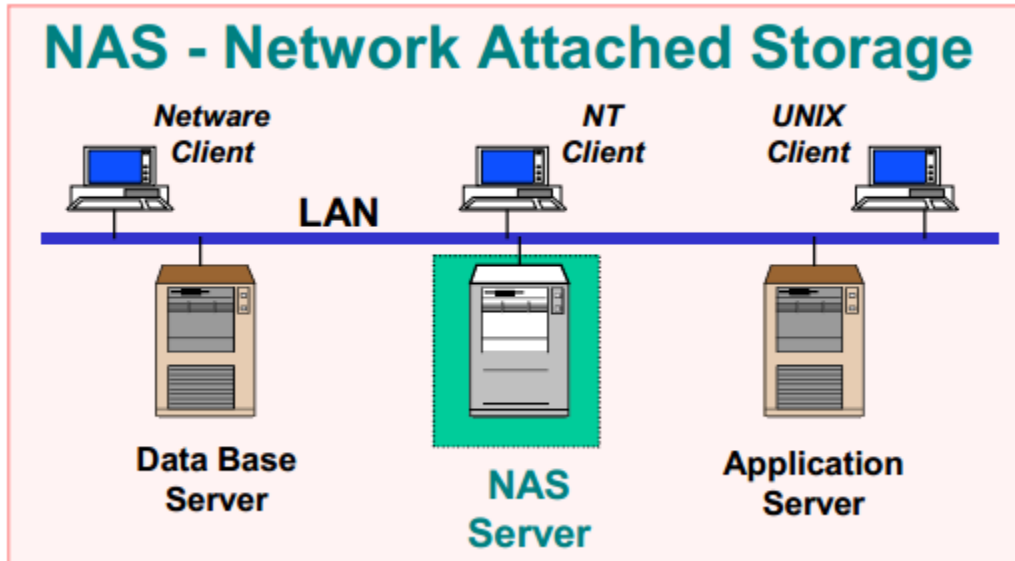 NAS - Network Attached Storage
Netware
Client
NT
Client
UNIX
Client
LAN
Data Base
Server
NAS
Server
Application
Server